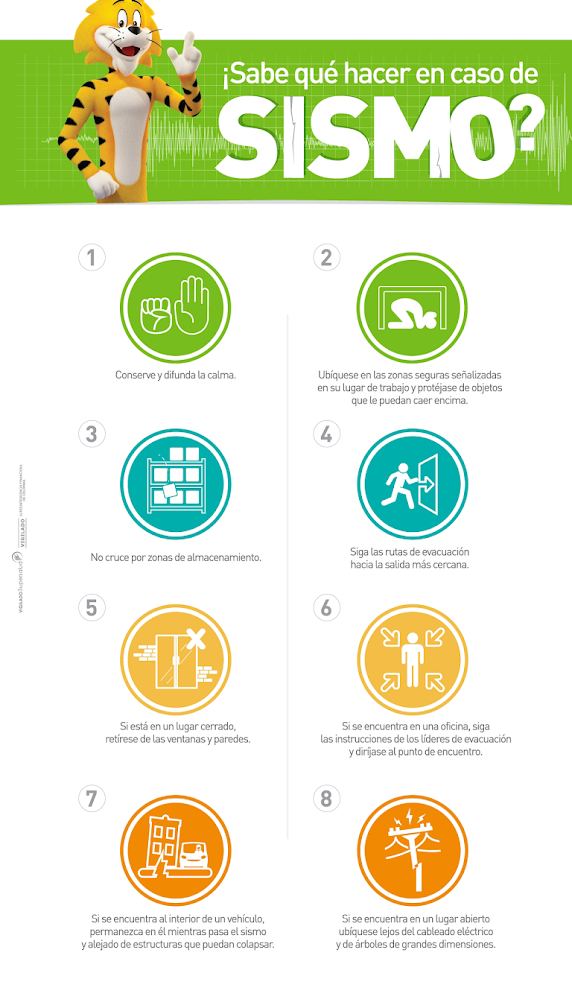 ¡Sabe qué hacer en caso de
SISMO?
1
Conserve y difunda la calma.
2
Ubíquese en las zonas seguras señalizadas
en su lugar de trabajo y protéjase de objetos
que le puedan caer encima.
3
No cruce por zonas de almacenamiento.
4
Siga las rutas de evacuación
hacia la salida más cercana.
5
Si está en un lugar cerrado,
retírese de las ventanas y paredes.
6
Si se encuentra en una oficina, siga
las instrucciones de los líderes de evacuación
y diríjase al punto de encuentro.
7
Si se encuentra al interior de un vehículo,
permanezca en él mientras pasa el sismo
y alejado de estructuras que puedan colapsar.
8
Si se encuentra en un lugar abierto
ubíquese lejos del cableado eléctrico
y de árboles de grandes dimensiones.
VIGILADO Supersalud
VIGILADO